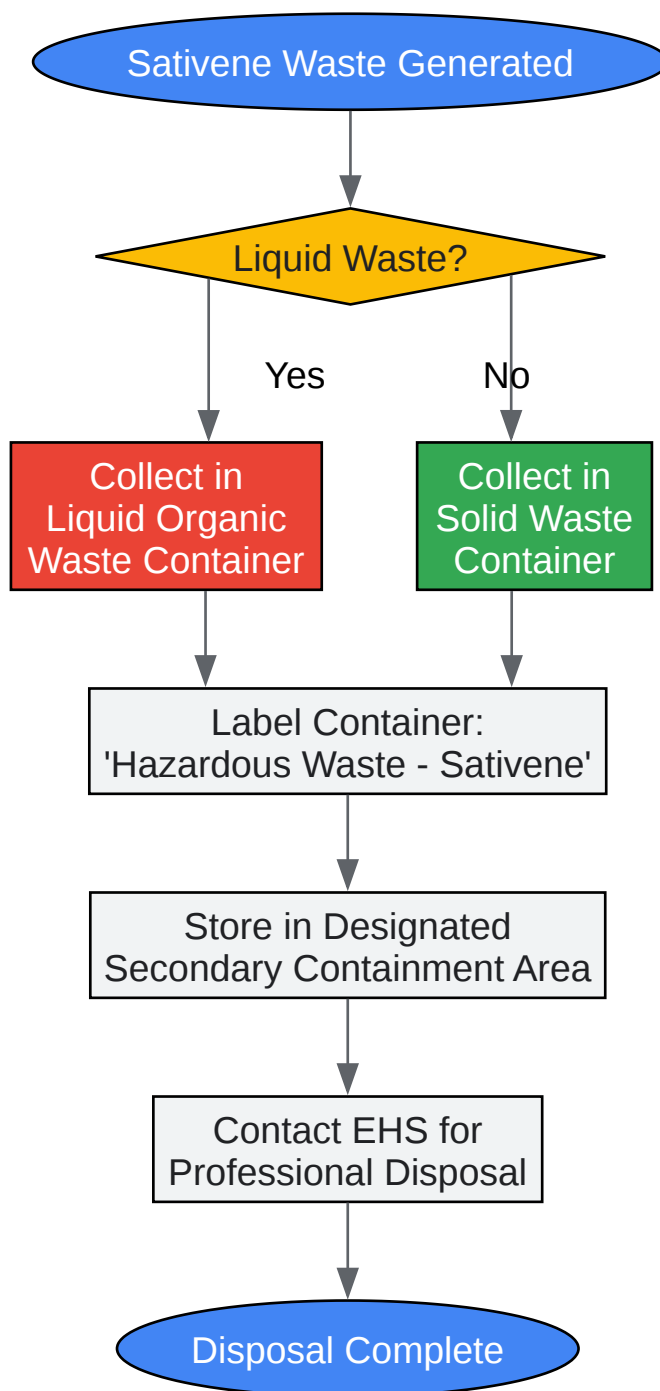 Sativene Waste Generated
Liquid Waste?
Yes
No
Collect in
Liquid Organic
Waste Container
Collect in
Solid Waste
Container
Label Container:
'Hazardous Waste - Sativene'
Store in Designated
Secondary Containment Area
Contact EHS for
Professional Disposal
Disposal Complete